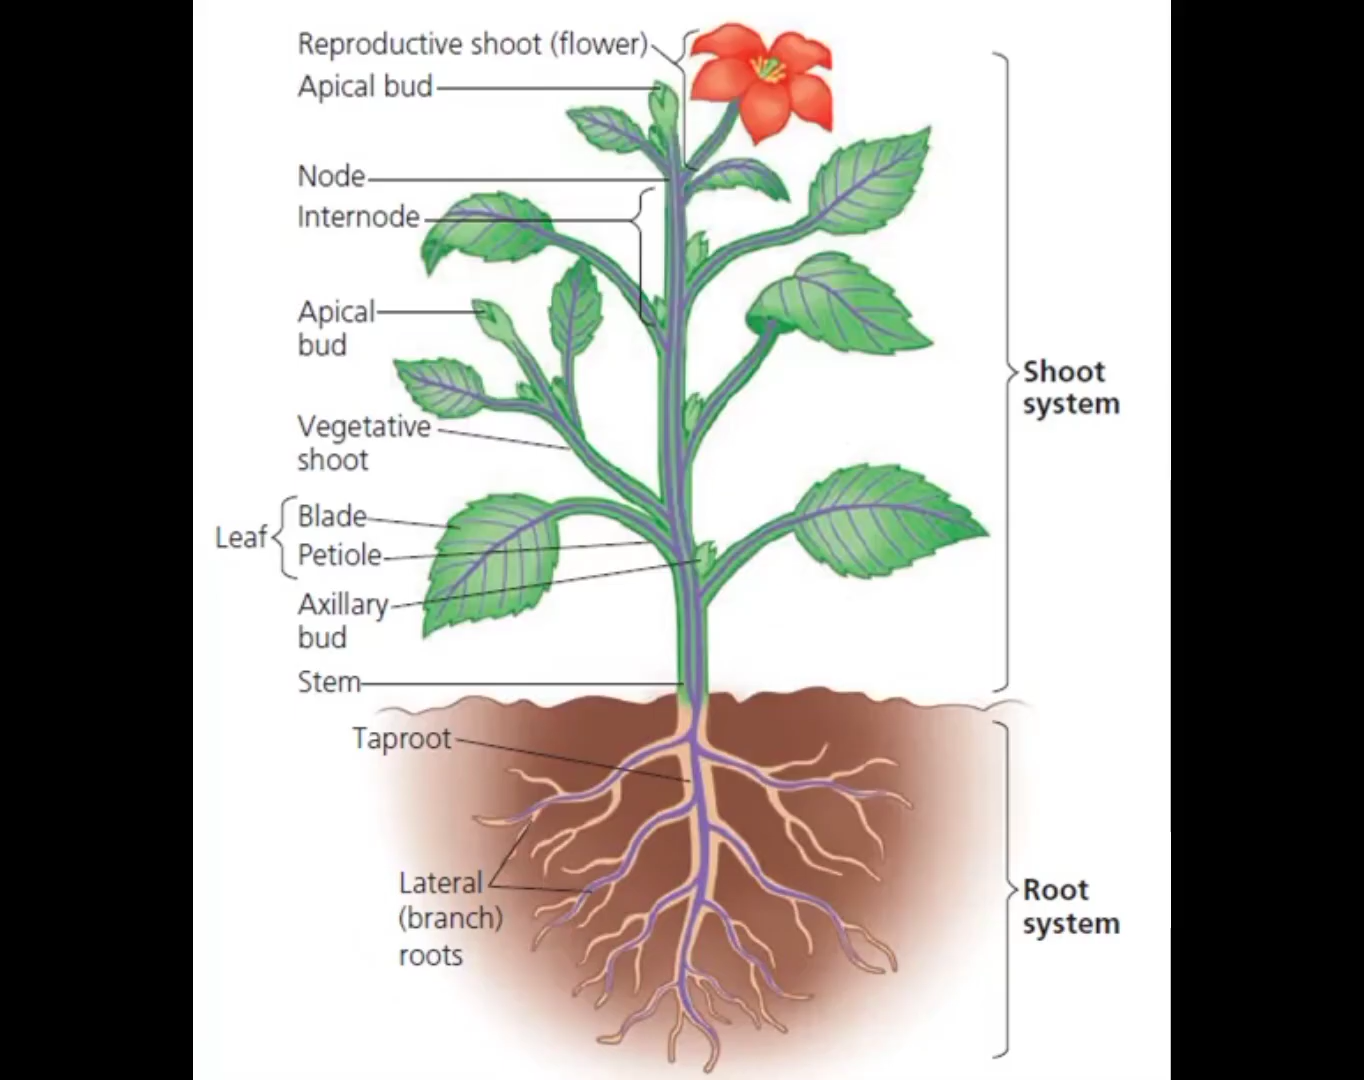 Reproductive shoot (flower)
Apical bud
Node
Internode
Apical
bud
Vegetative
shoot
Leaf
Blade
Petiole
Axillary
bud
Stem
Shoot
system
Taproot
Lateral
(branch)
roots
Root
system